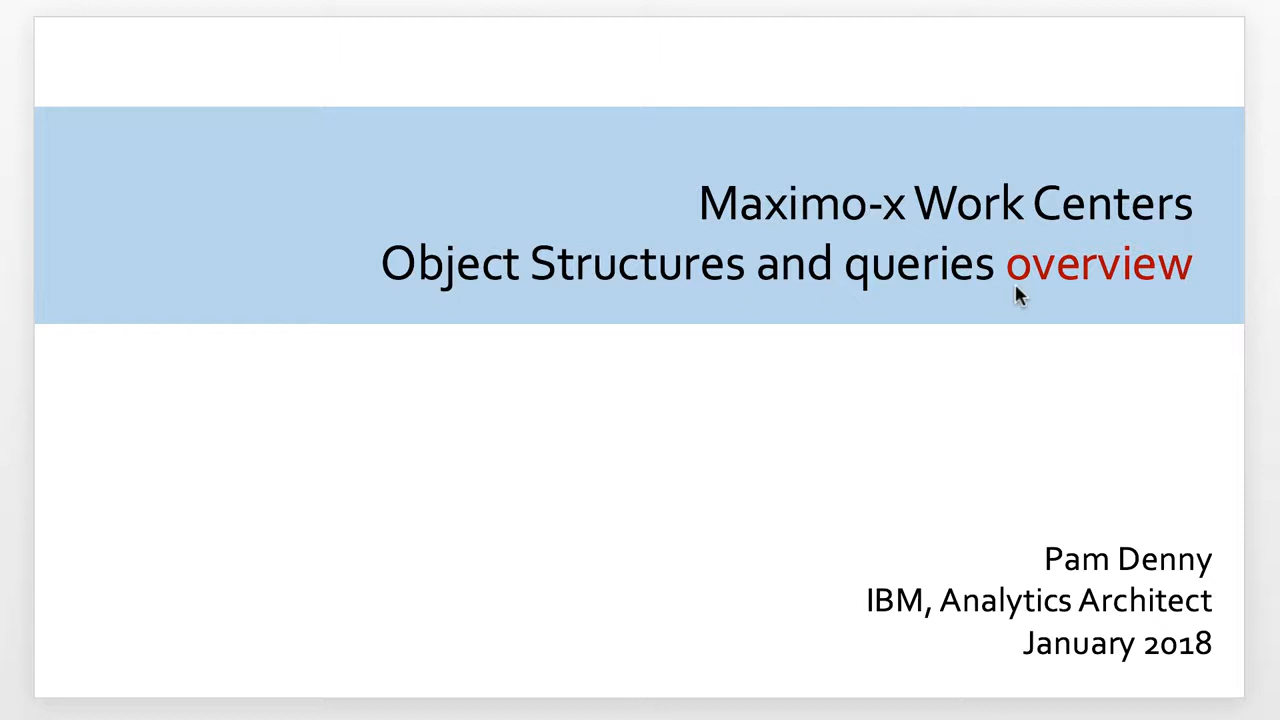 Maximo-x Work Centers
Object Structures and queries overview
Pam Denny
IBM, Analytics Architect
January 2018